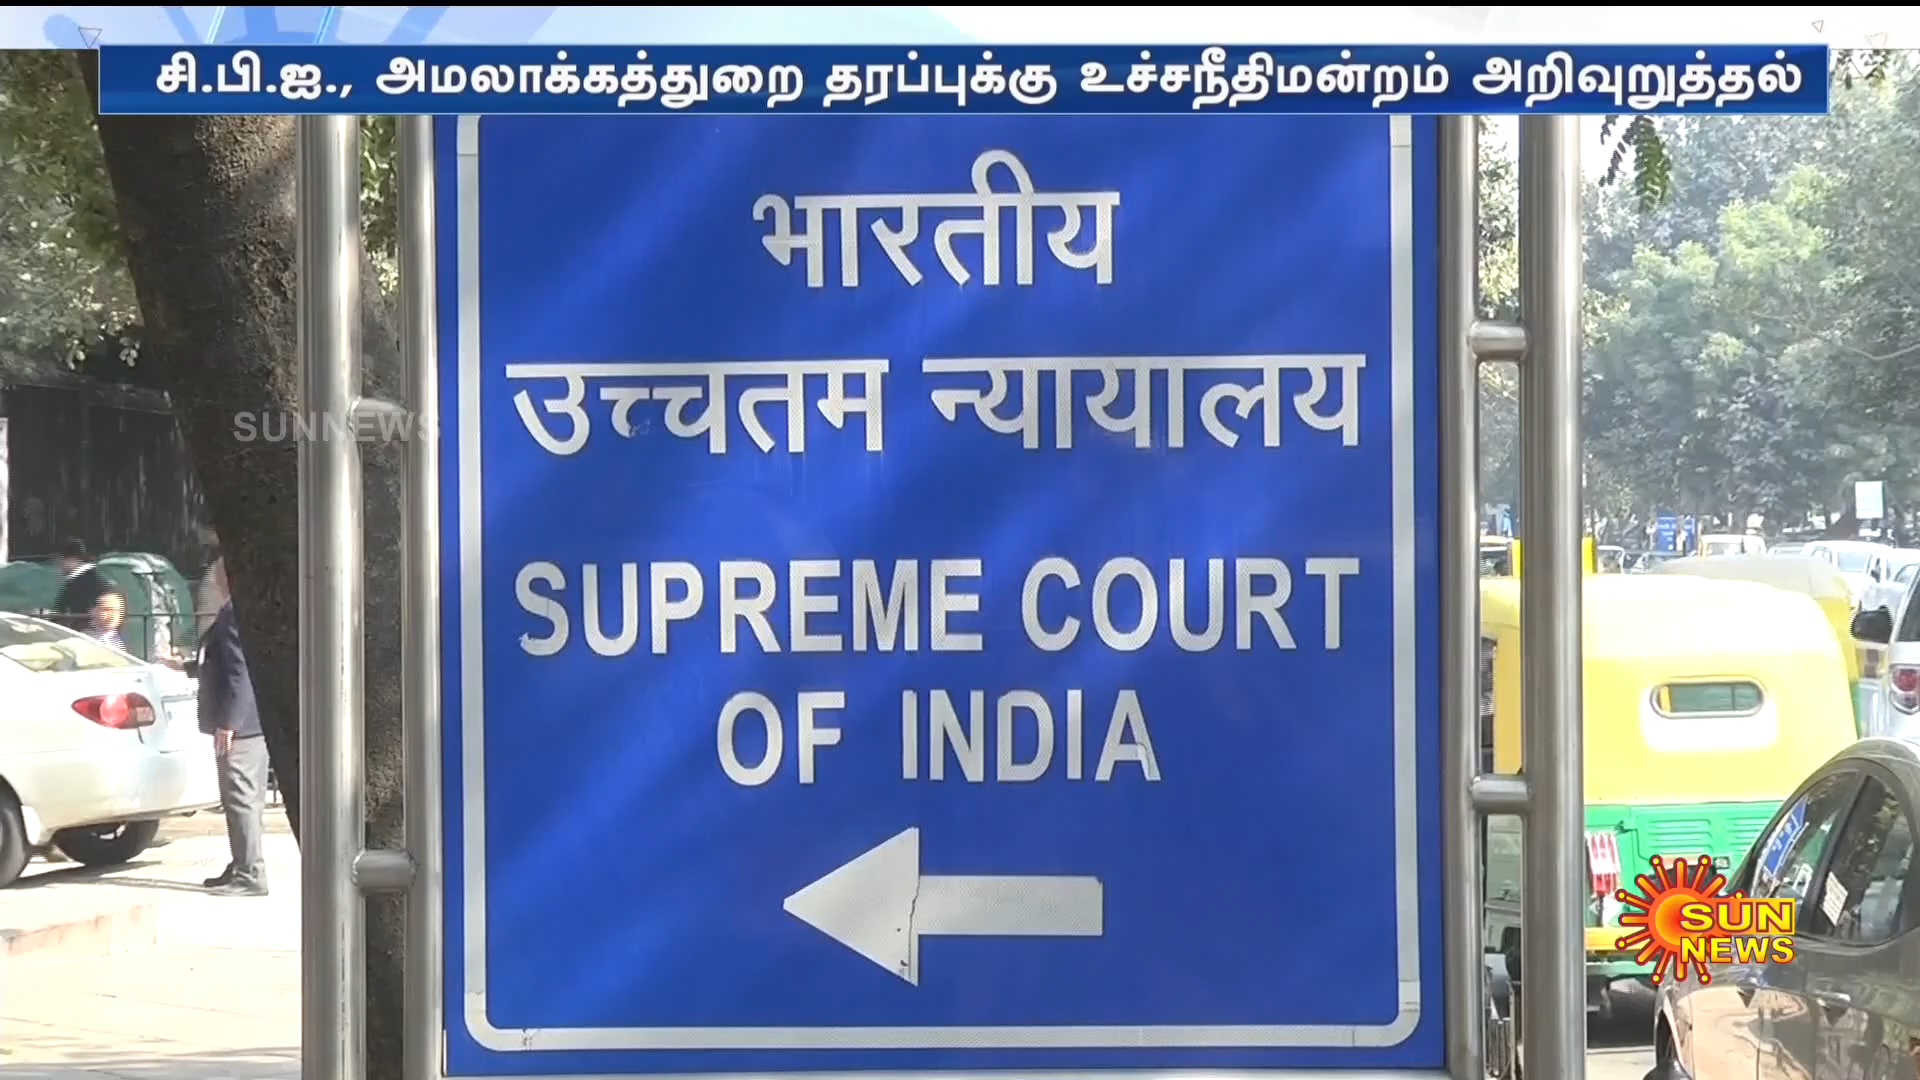 சி.பி.ஐ., அமலாக்கத்துறை தரப்புக்கு உச்சநீதிமன்றம் அறிவுறுத்தல்
भारतीय
उच्चतम न्यायालय
SUNNEWS
SUPREME COURT
OF INDIA
SUN
NEWS